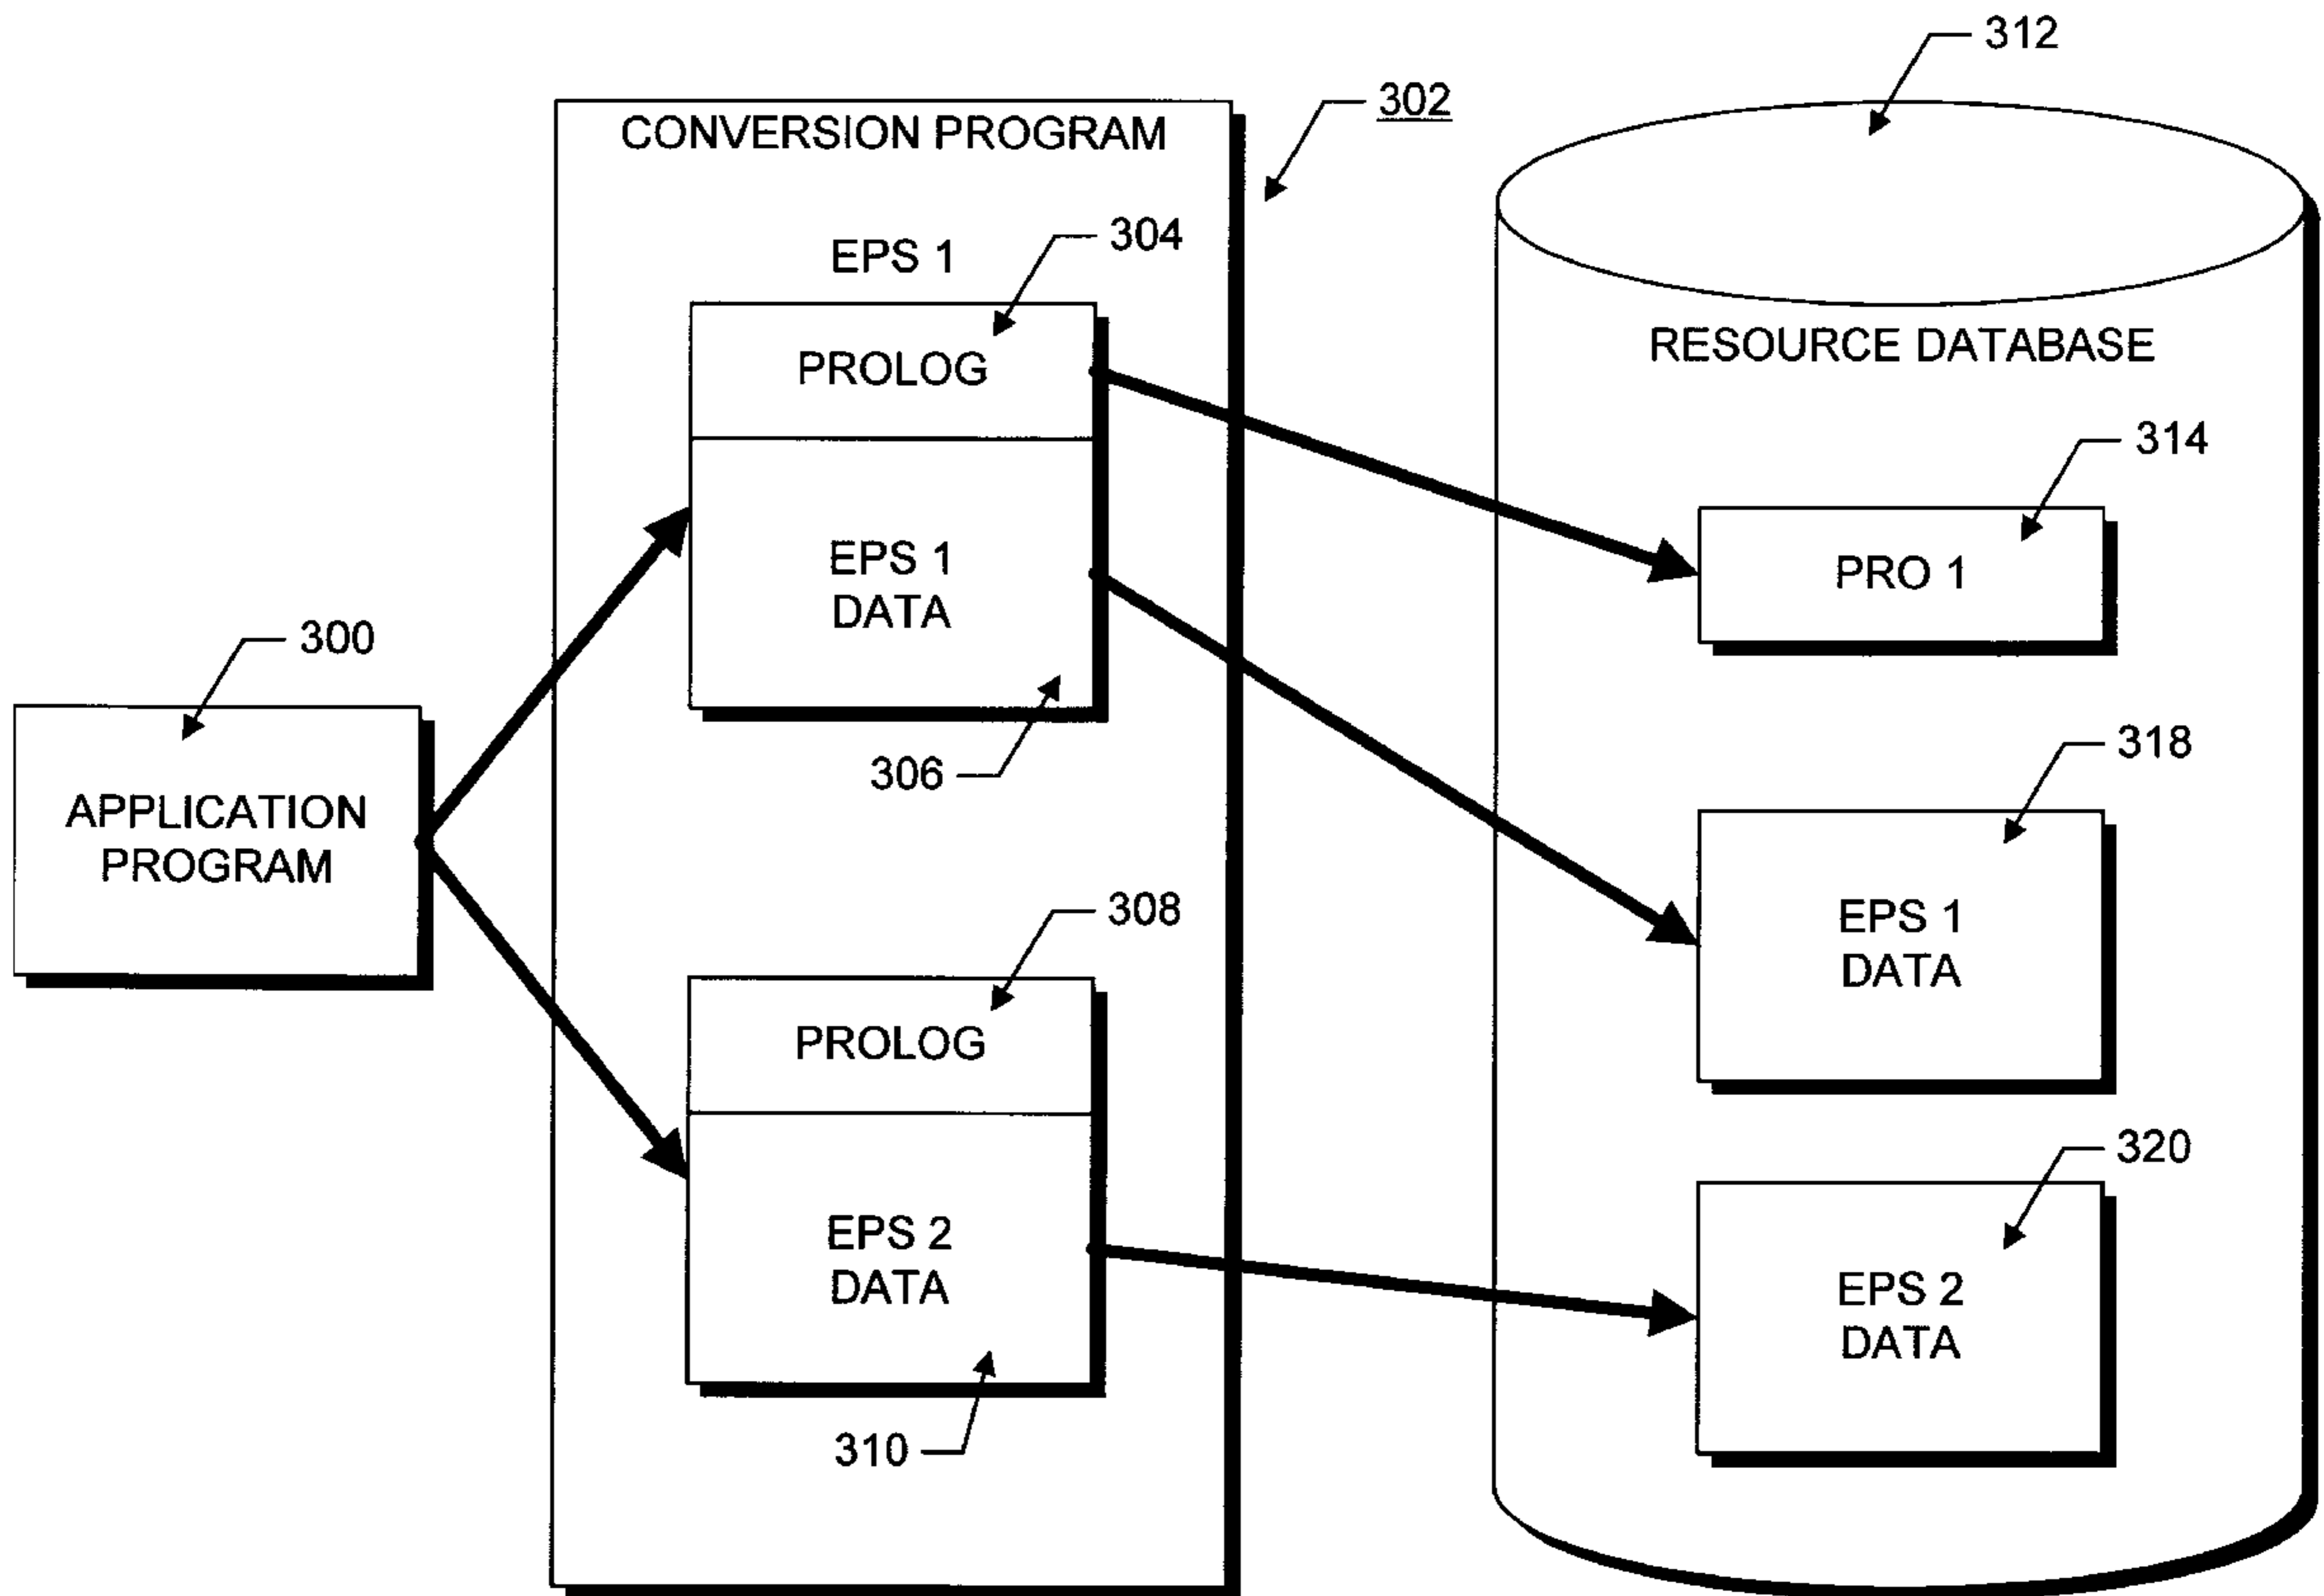 312
CONVERSION PROGRAM
302
EPS 1
304
PROLOG
EPS 1
DATA
306
300
APPLICATION
PROGRAM
308
PROLOG
EPS 2
DATA
310
RESOURCE DATABASE
314
PRO 1
318
EPS 1
DATA
320
EPS 2
DATA